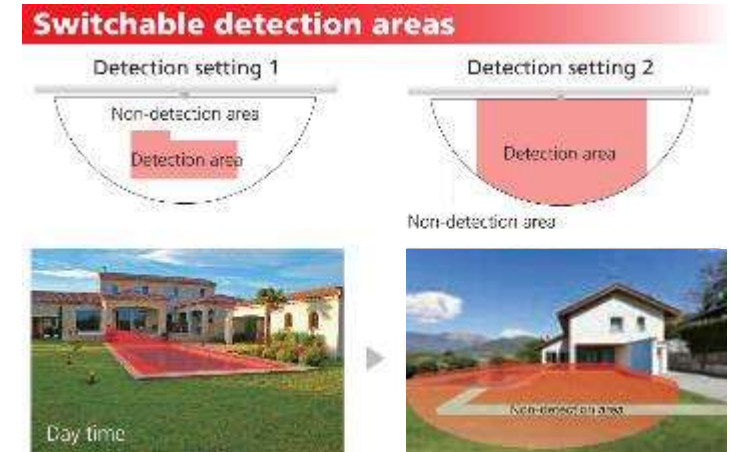 Switchable detection areas
Detection setting 1
Detection setting 2
Non-detection area
Detection area
Detection area
Non-detection area
Day time
Non-detection area